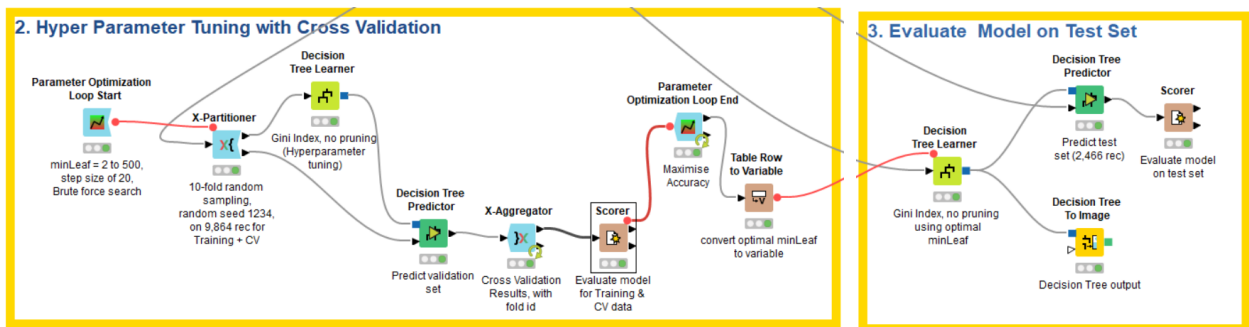 2. Hyper Parameter Tuning with Cross Validation
Parameter Optimization
Loop Start
minLeaf = 2 to 500,
step size of 20,
Brute force search
X-Partitioner
10-fold random
sampling,
random seed 1234,
on 9,864 rec for
Training + CV
Decision
Tree Learner
Gini Index, no pruning
(Hyperparameter
tuning)
Decision Tree
Predictor
Predict validation
set
X-Aggregator
Cross Validation
Results, with
fold id
Scorer
Evaluate model
for Training &
CV data
Parameter
Optimization Loop End
Maximise
Accuracy
Table Row
to Variable
convert optimal minLeaf
to variable
3. Evaluate  Model on Test Set
Decision
Tree Learner
Gini Index, no pruning
using optimal
minLeaf
Decision Tree
Predictor
Predict test
set (2,466 rec)
Scorer
Evaluate model
on test set
Decision Tree
To Image
Decision Tree output